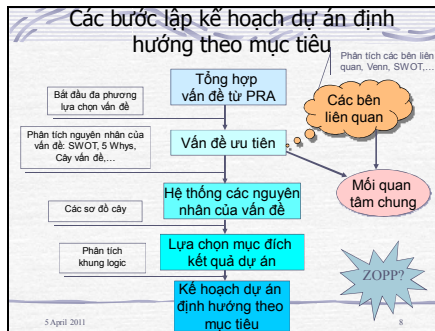 Các bước lập kế hoạch dự án định
hướng theo mục tiêu
Phân tích các bên liên
quan, Venn, SWOT,…
Tổng hợp
vấn đề từ PRA
Bắt đầu đa phương
lựa chọn vấn đề
Các bên
liên quan
Phân tích nguyên nhân của
vấn đề: SWOT, 5 Whys,
Cây vấn đề,…
Vấn đề ưu tiên
Mối quan
tâm chung
Hệ thống các nguyên
nhân của vấn đề
Các sơ đồ cây
Lựa chọn mục đích
kết quả dự án
Phân tích
khung logic
ZOPP?
Kế hoạch dự án
định hướng theo
mục tiêu
5 April 2011
8